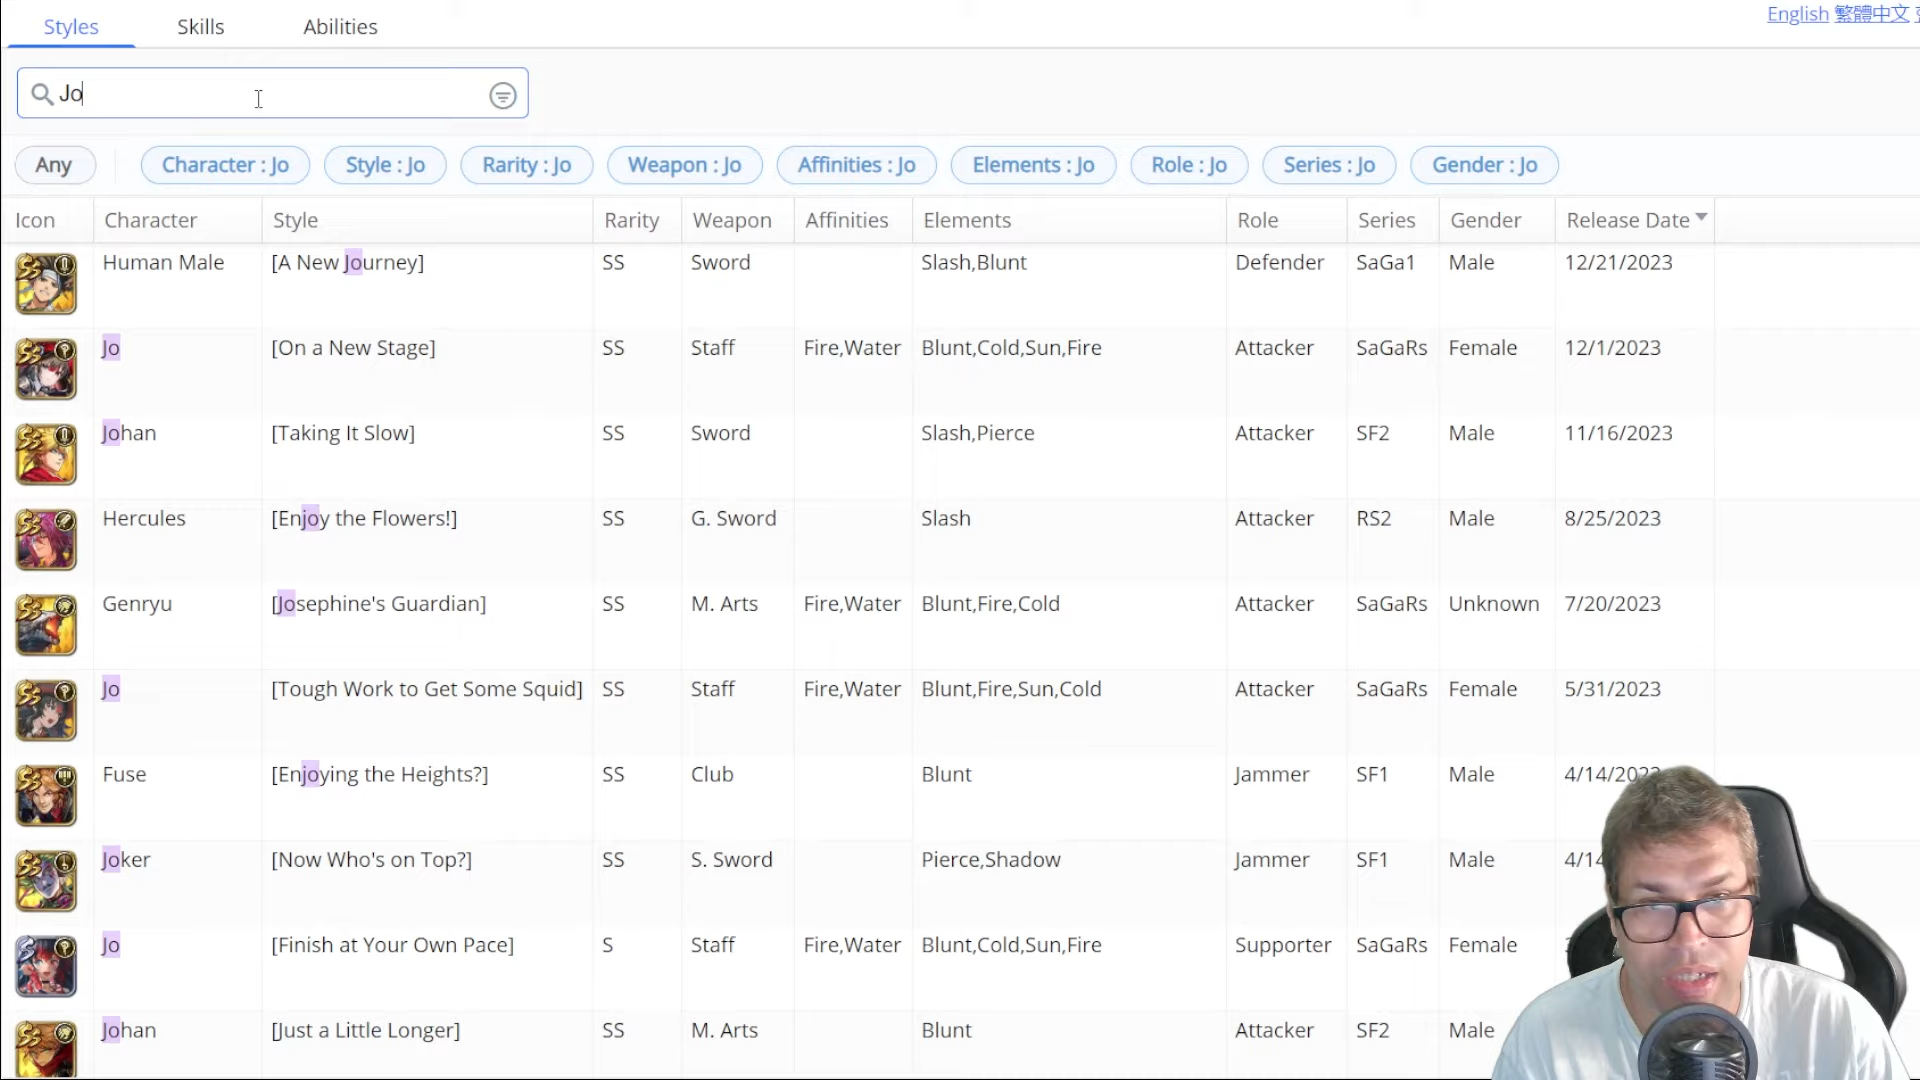 Styles Skills Abilities English 繁體中文
Jo
Any Character : Jo Style : Jo Rarity : Jo Weapon : Jo Affinities : Jo Elements : Jo Role : Jo Series : Jo Gender : Jo
Icon Character Style Rarity Weapon Affinities Elements Role Series Gender Release Date
Human Male [A New Journey] SS Sword Slash,Blunt Defender SaGa1 Male 12/21/2023
Jo [On a New Stage] SS Staff Fire,Water Blunt,Cold,Sun,Fire Attacker SaGaRs Female 12/1/2023
Johan [Taking It Slow] SS Sword Slash,Pierce Attacker SF2 Male 11/16/2023
Hercules [Enjoy the Flowers!] SS G. Sword Slash Attacker RS2 Male 8/25/2023
Genryu [Josephine's Guardian] SS M. Arts Fire,Water Blunt,Fire,Cold Attacker SaGaRs Unknown 7/20/2023
Jo [Tough Work to Get Some Squid] SS Staff Fire,Water Blunt,Fire,Sun,Cold Attacker SaGaRs Female 5/31/2023
Fuse [Enjoying the Heights?] SS Club Blunt Jammer SF1 Male 4/14/2023
Joker [Now Who's on Top?] SS S. Sword Pierce,Shadow Jammer SF1 Male 4/14
Jo [Finish at Your Own Pace] S Staff Fire,Water Blunt,Cold,Sun,Fire Supporter SaGaRs Female
Johan [Just a Little Longer] SS M. Arts Blunt Attacker SF2 Male